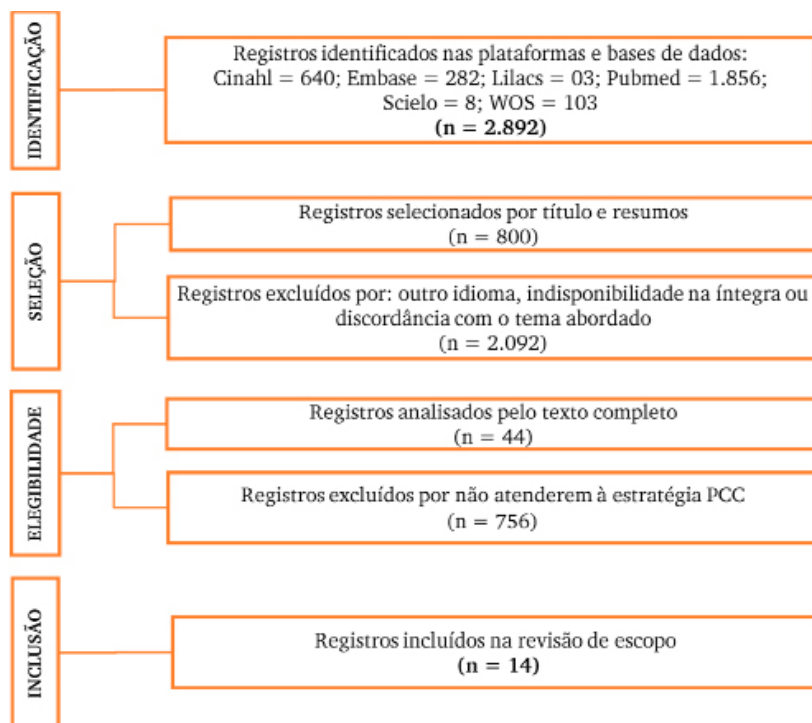 IDENTIFICAÇÃO
Registros identificados nas plataformas e bases de dados:
Cinahl = 640; Embase = 282; Lilacs = 03; Pubmed = 1.856;
Scielo = 8; WOS = 103
(n = 2.892)
SELEÇÃO
Registros selecionados por título e resumos
(n = 800)
Registros excluídos por: outro idioma, indisponibilidade na íntegra ou
discordância com o tema abordado
(n = 2.092)
ELEGIBILIDADE
Registros analisados pelo texto completo
(n = 44)
Registros excluídos por não atenderem à estratégia PCC
(n = 756)
INCLUSÃO
Registros incluídos na revisão de escopo
(n = 14)